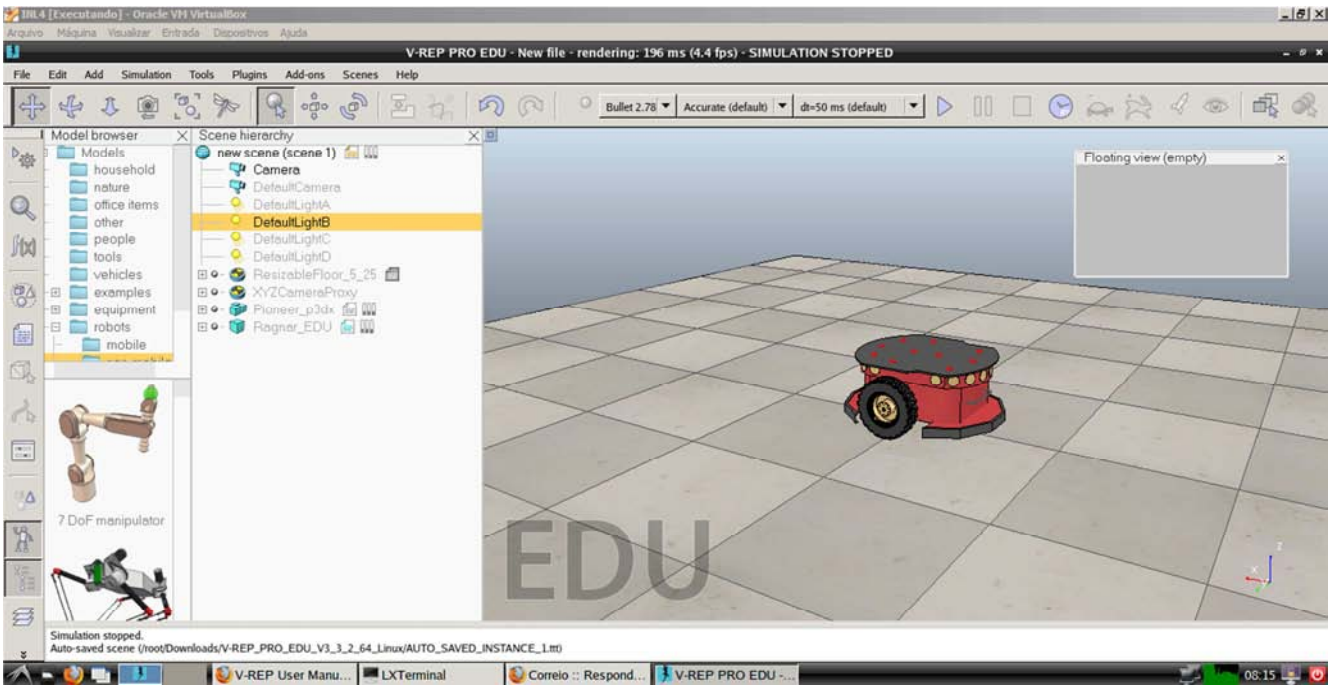 INL4 [Executando] - Oracle VM VirtualBox
Arquivo Máquina Visualizar Entrada Dispositivos Ajuda
V-REP PRO EDU - New file - rendering: 196 ms (4.4 fps) - SIMULATION STOPPED
File Edit Add Simulation Tools Plugins Add-ons Scenes Help
Bullet 2.78 Accurate (default) dt=50 ms (default)
Model browser
Models
household
nature
office items
other
people
tools
vehicles
examples
equipment
robots
mobile
7 DoF manipulator
Scene hierarchy
new scene (scene 1)
Camera
DefaultCamera
DefaultLightA
DefaultLightB
DefaultLightC
DefaultLightD
ResizableFloor_5_25
XYZCameraProxy
Pioneer_p3dx
Ragnar_EDU
Floating view (empty)
EDU
z
x
Simulation stopped.
Auto-saved scene (/root/Downloads/V-REP_PRO_EDU_V3_3_2_64_Linux/AUTO_SAVED_INSTANCE_1.ttt)
V-REP User Manu... LXTerminal Correio :: Respond... V-REP PRO EDU -... 08:15